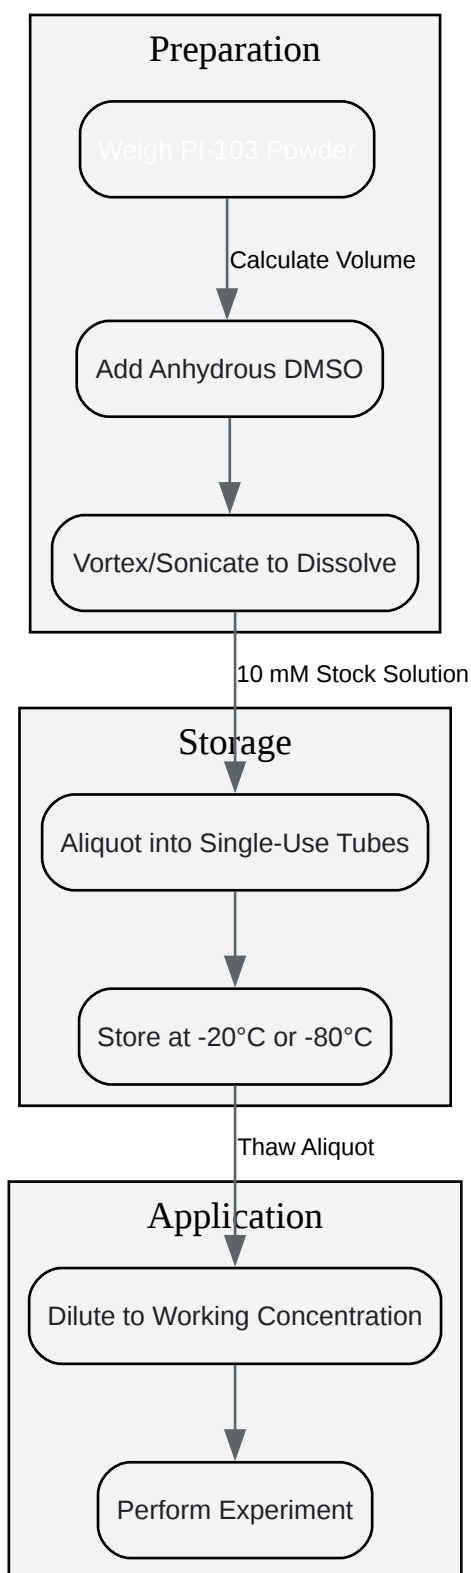 Preparation
Weigh PI-103 Powder
Calculate Volume
Add Anhydrous DMSO
Vortex/Sonicate to Dissolve
10 mM Stock Solution
Storage
Aliquot into Single-Use Tubes
Store at -20°C or -80°C
Thaw Aliquot
Application
Dilute to Working Concentration
Perform Experiment